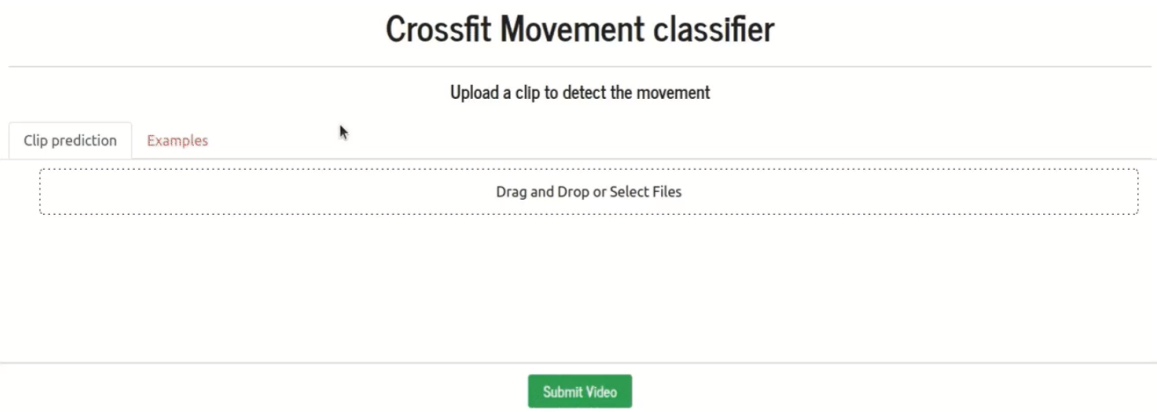 Crossfit Movement classifier
Upload a clip to detect the movement
Clip prediction Examples
Drag and Drop or Select Files
Submit Video